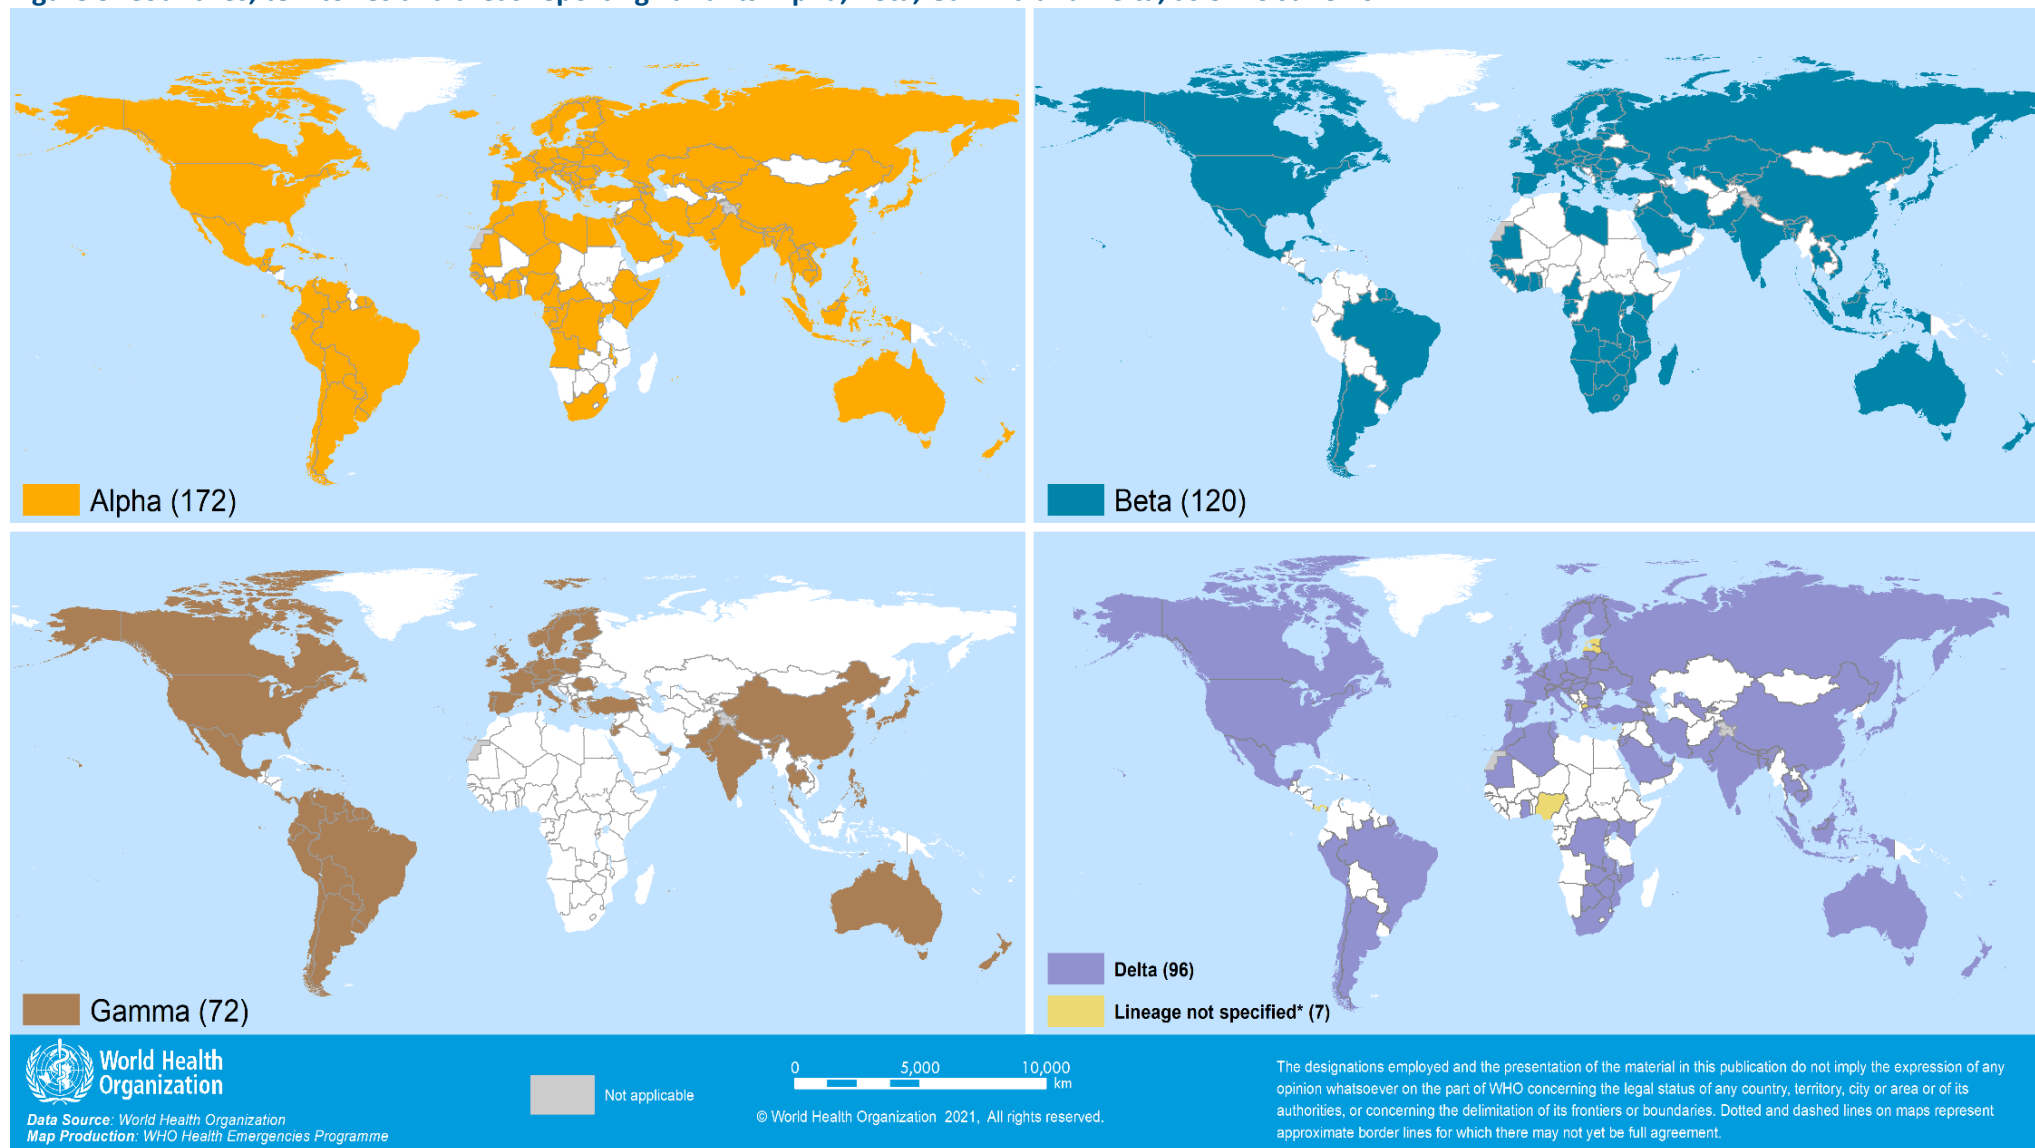 Alpha (172)
Beta (120)
Gamma (72)
Delta (96)
Lineage not specified* (7)
World Health
Organization
Data Source: World Health Organization
Map Production: WHO Health Emergencies Programme
Not applicable
0 5,000 10,000
km
© World Health Organization 2021, All rights reserved.
The designations employed and the presentation of the material in this publication do not imply the expression of any
opinion whatsoever on the part of WHO concerning the legal status of any country, territory, city or area or of its
authorities, or concerning the delimitation of its frontiers or boundaries. Dotted and dashed lines on maps represent
approximate border lines for which there may not yet be full agreement.